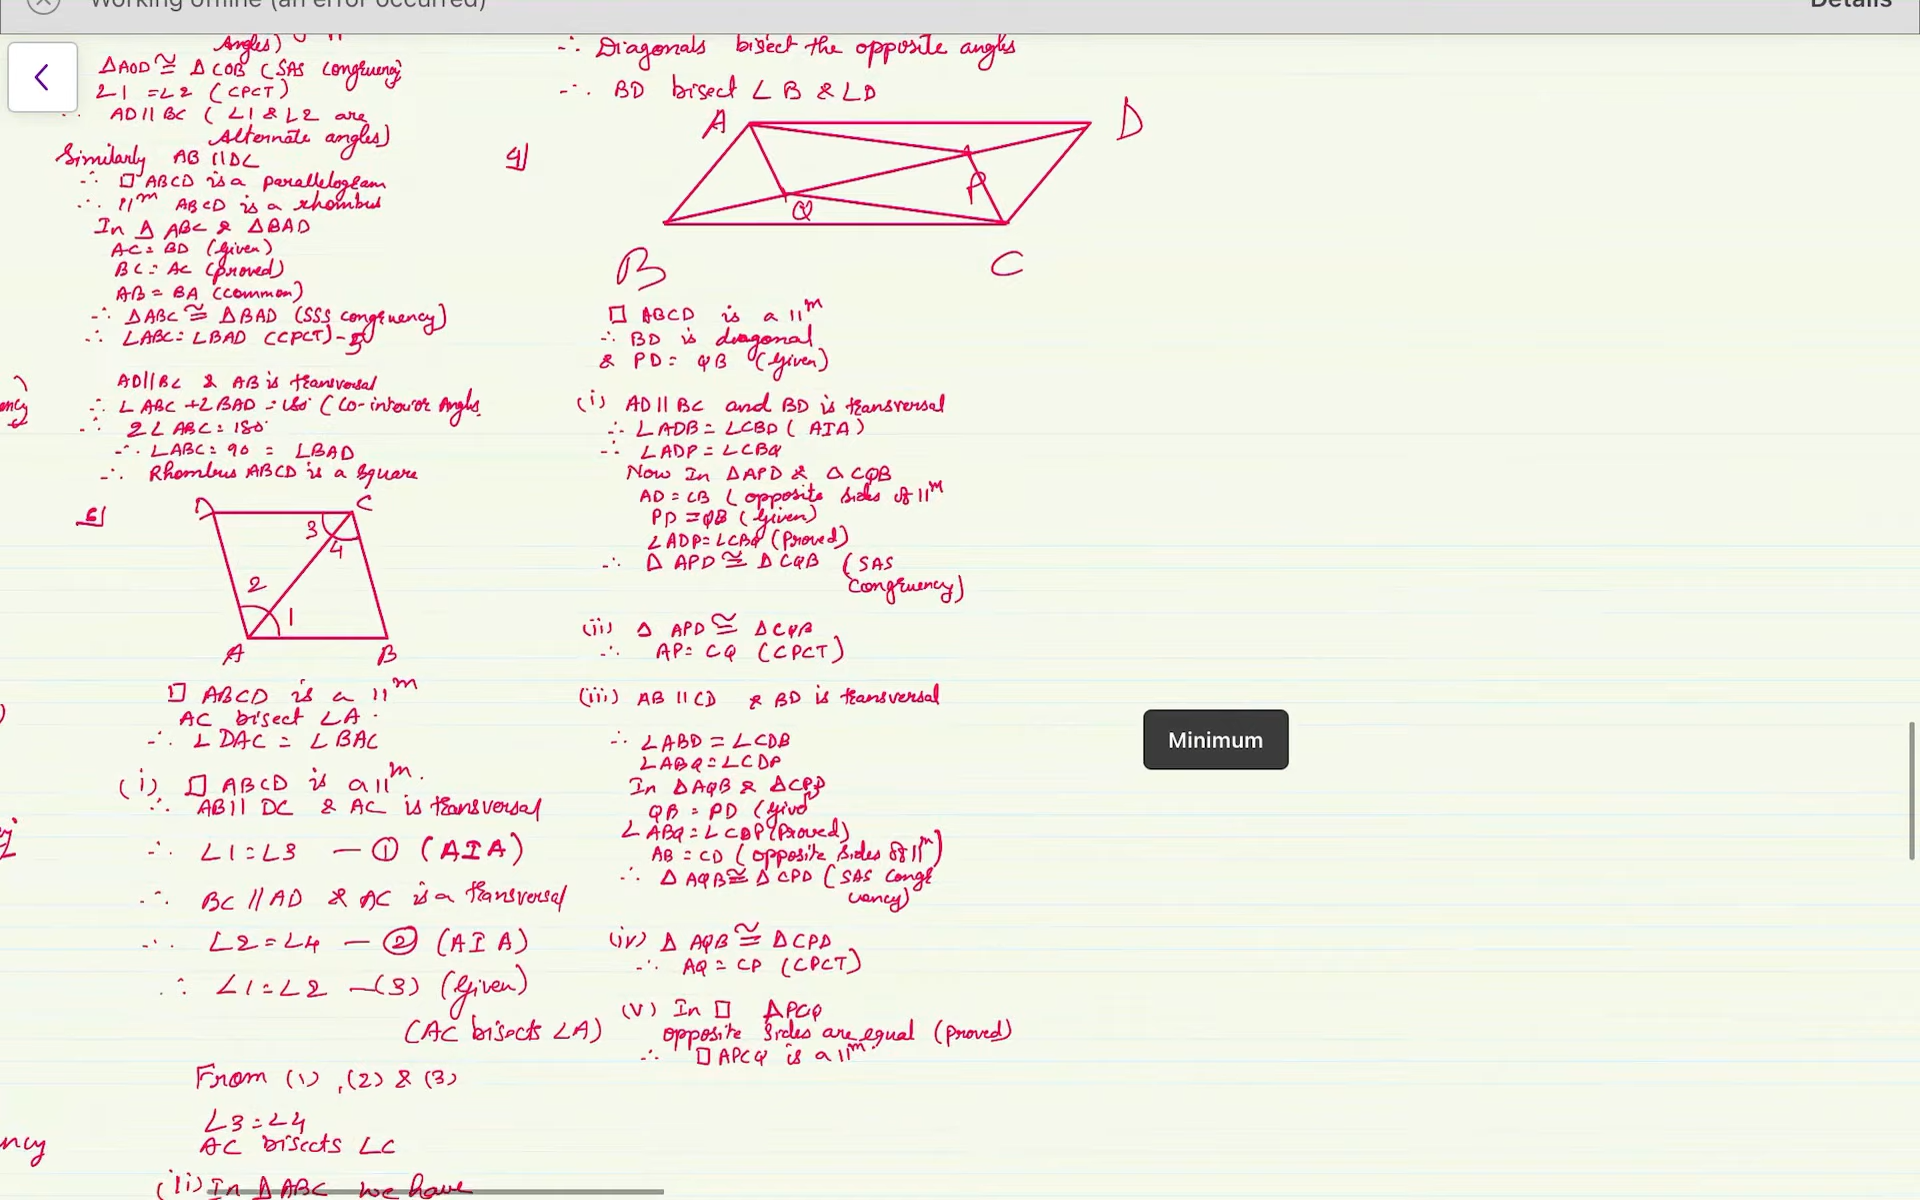 Working offline (an error occurred)
Details
Angles)
ΔAOD ≅ ΔCOB (SAS congruency
∠1 = ∠2 (CPCT)
∴ AD || BC ( ∠1 & ∠2 are
Alternate angles)
Similarly AB || DC
∴ □ ABCD is a parallelogram
∴ ||m ABCD is a rhombus
In Δ ABC & ΔBAD
AC = BD (Given)
BC = AC (proved)
AB = BA (common)
∴ ΔABC ≅ ΔBAD (SSS congruency)
∴ ∠ABC = ∠BAD (CPCT) - 5
AD || BC & AB is transversal
∴ ∠ABC + ∠BAD = 180° (Co-interior Angls
∴ 2∠ABC = 180°
∴ ∠ABC = 90 = ∠BAD
∴ Rhombus ABCD is a square
6]
D
C
3
4
2
1
A
B
□ ABCD is a ||m
AC bisect ∠A.
∴ ∠DAC = ∠BAC
(i) □ ABCD is a ||m.
∴ AB || DC & AC is transversal
∴ ∠1 = ∠3 — ① (AIA)
∴ BC || AD & AC is a transversal
∴ ∠2 = ∠4 — ② (AIA)
∴ ∠1 = ∠2 — (3) (Given)
(AC bisects ∠A)
From (1), (2) & (3)
∠3 = ∠4
AC bisects ∠C
(ii) In ΔABC we have
∴ Diagonals bisect the opposite angles
∴ BD bisect ∠B & ∠D
9]
A
D
P
Q
B
C
□ ABCD is a ||m
∴ BD is diagonal
& PD = QB (Given)
(i) AD || BC and BD is transversal
∴ ∠ADB = ∠CBD (AIA)
∴ ∠ADP = ∠CBQ
Now In ΔAPD & ΔCQB
AD = CB (opposite sides of ||m
PD = QB (Given)
∠ADP = ∠CBQ (Proved)
∴ Δ APD ≅ ΔCQB (SAS
Congruency)
(ii) Δ APD ≅ ΔCQB
∴ AP = CQ (CPCT)
(iii) AB || CD & BD is transversal
∴ ∠ABD = ∠CDB
∠ABQ = ∠CDP
In ΔAQB & ΔCPD
QB = PD (Givn
∠ABQ = ∠CDP (Proved)
AB = CD (opposite sides of ||m)
∴ Δ AQB ≅ ΔCPD (SAS Congr
uency)
(iv) Δ AQB ≅ ΔCPD
∴ AQ = CP (CPCT)
(v) In □ APCQ
opposite sides are equal (proved)
∴ □ APCQ is a ||m.
Minimum